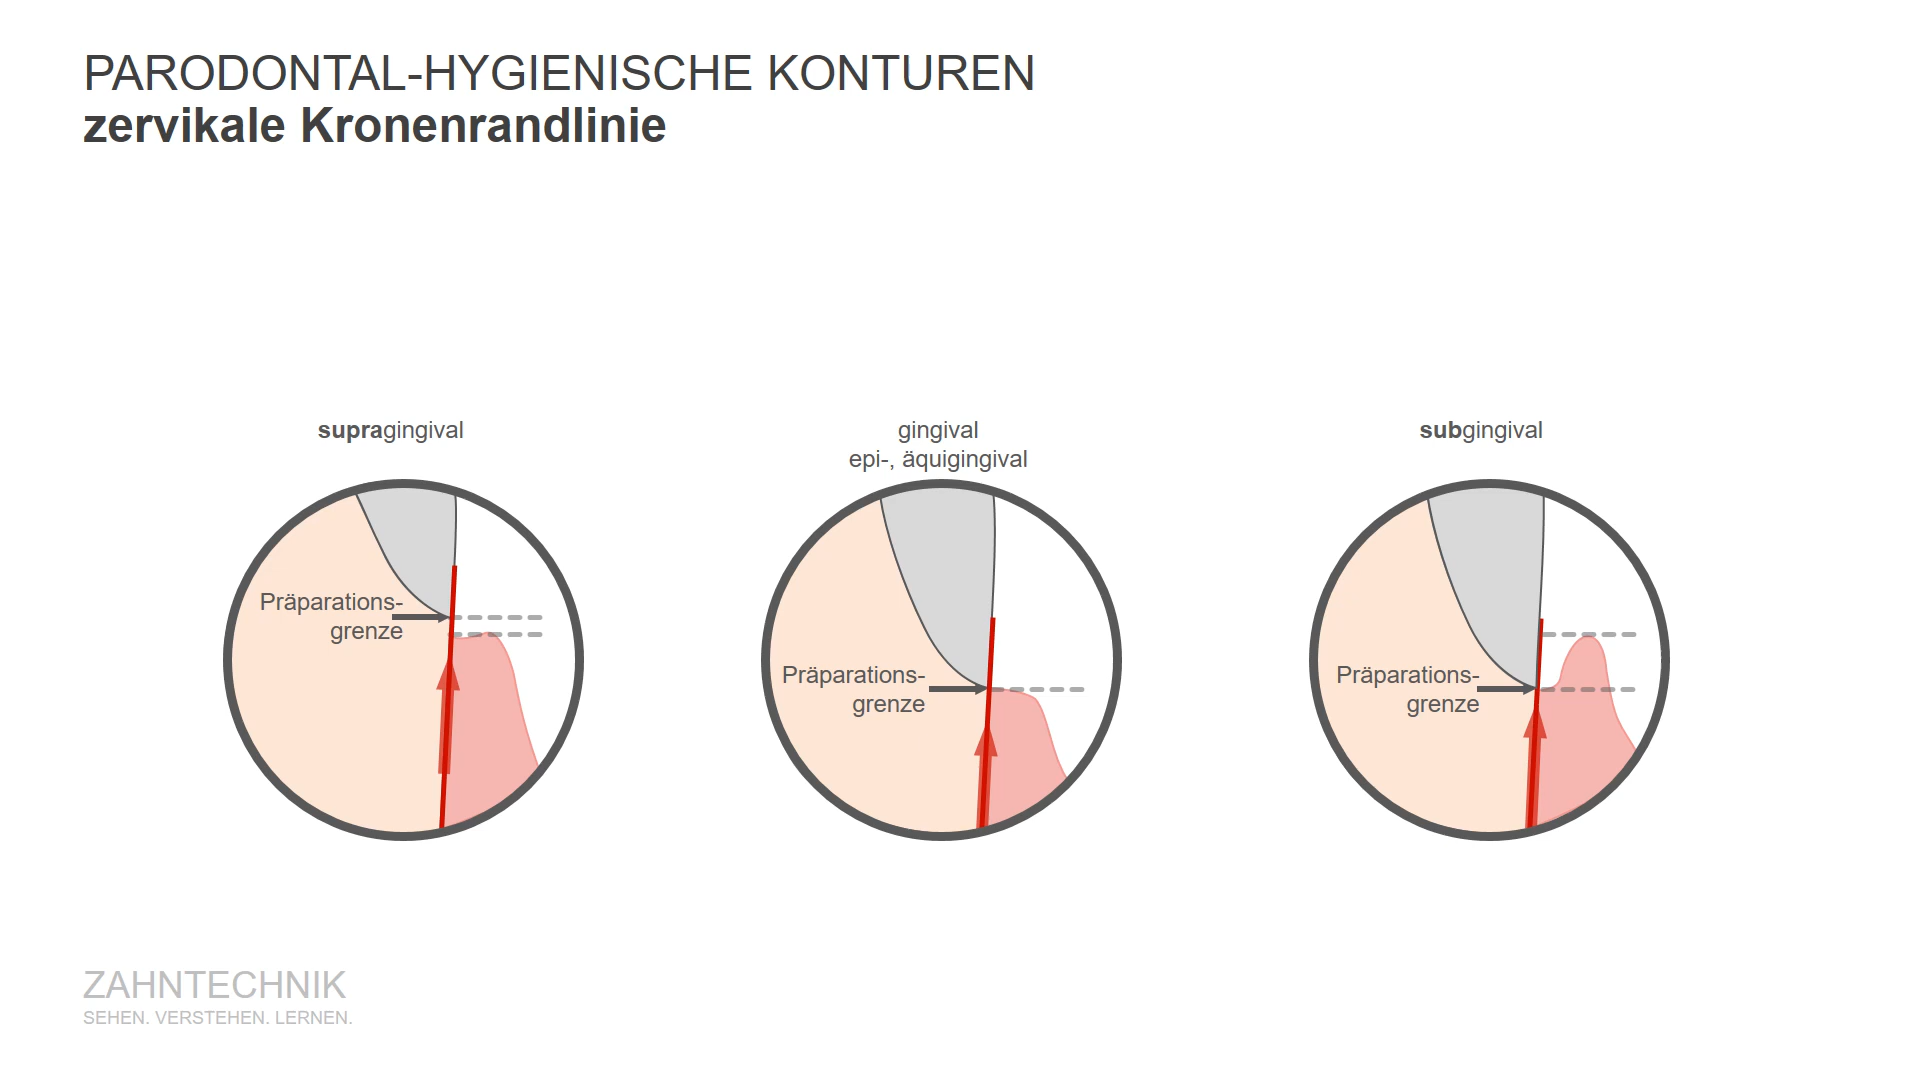 PARODONTAL-HYGIENISCHE KONTUREN
zervikale Kronenrandlinie
supragingival
gingival
epi-, äquigingival
subgingival
Präparations-
grenze
Präparations-
grenze
Präparations-
grenze
ZAHNTECHNIK
SEHEN. VERSTEHEN. LERNEN.